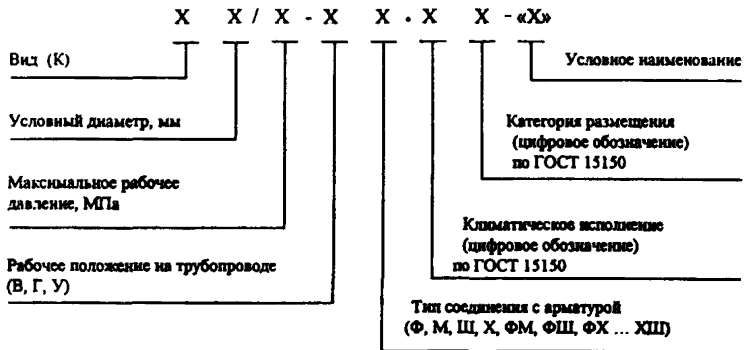 Х Х / Х - Х Х . Х Х - «Х»
Вид (К)
Условное наименование
Условный диаметр, мм
Категория размещения
(цифровое обозначение)
по ГОСТ 15150
Максимальное рабочее
давление, МПа
Климатическое исполнение
(цифровое обозначение)
по ГОСТ 15150
Рабочее положение на трубопроводе
(В, Г, У)
Тип соединения с арматурой
(Ф, М, Ш, Х, ФМ, ФШ, ФХ ... ХШ)